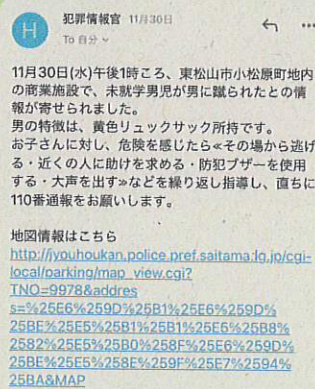 H
犯罪情報官 11月30日
To 自分
11月30日(水)午後1時ころ、東松山市小松原町地内
の商業施設で、未就学男児が男に蹴られたとの情
報が寄せられました。
男の特徴は、黄色リュックサック所持です。
お子さんに対し、危険を感じたら≪その場から逃げ
る・近くの人に助けを求める・防犯ブザーを使用
する・大声を出す≫などを繰り返し指導し、直ちに
110番通報をお願いします。
地図情報はこちら
http://jyouhoukan.police.pref.saitama.lg.jp/cgi-
local/parking/map_view.cgi?
TNO=9978&addres
s=%25E6%259D%25B1%25E6%259D%
25BE%25E5%25B1%25B1%25E6%25B8%
2582%25E5%25B0%258F%25E6%259D%
25BE%25E5%258E%259F%25E7%2594%
25BA&MAP